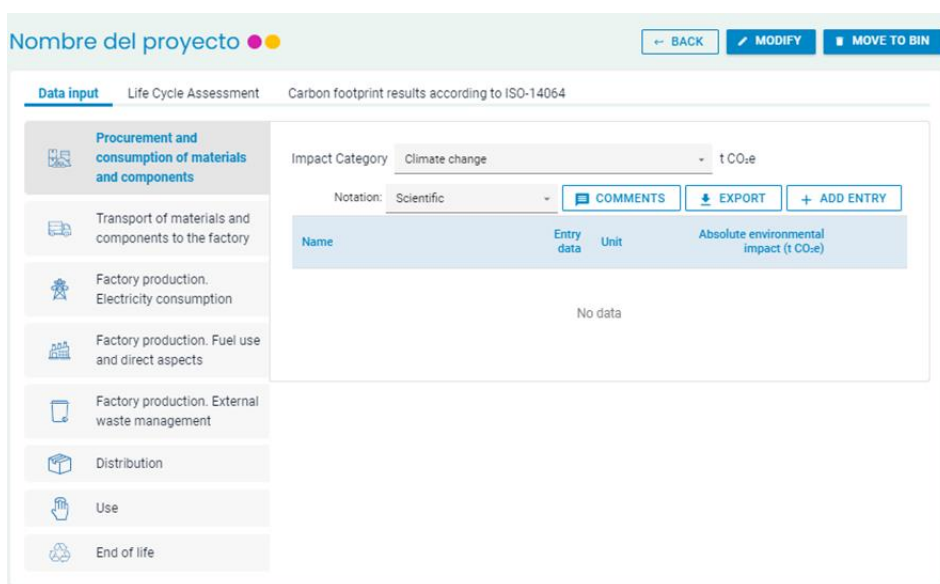 Nombre del proyecto
← BACK
MODIFY
MOVE TO BIN
Data input
Life Cycle Assessment
Carbon footprint results according to ISO-14064
Procurement and
consumption of materials
and components
Transport of materials and
components to the factory
Factory production.
Electricity consumption
Factory production. Fuel use
and direct aspects
Factory production. External
waste management
Distribution
Use
End of life
Impact Category
Climate change
t CO₂e
Notation:
Scientific
COMMENTS
EXPORT
+ ADD ENTRY
Name
Entry
data
Unit
Absolute environmental
impact (t CO₂e)
No data